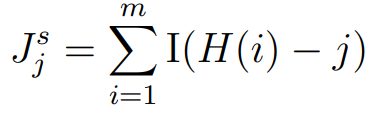 J_j^s = \sum_{i=1}^{m} \mathrm{I}(H(i) - j)